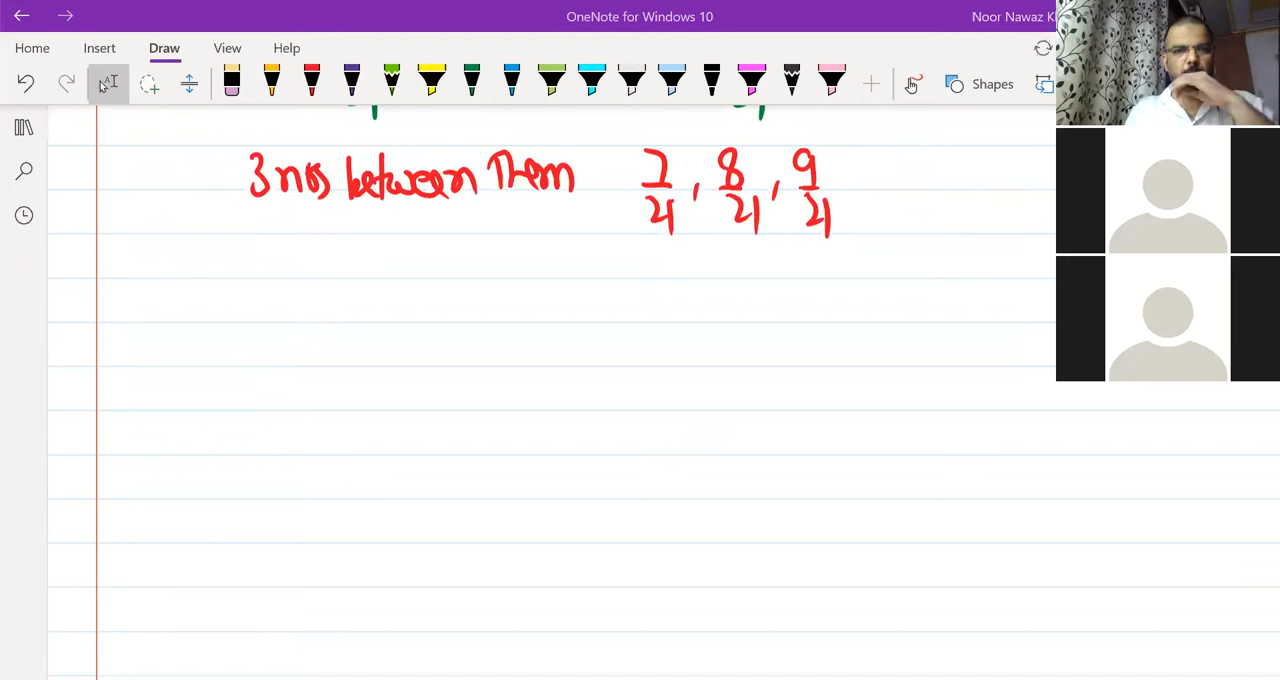 OneNote for Windows 10
Noor Nawaz K
Home Insert Draw View Help
Shapes
3 nos between Them 7/21, 8/21, 9/21